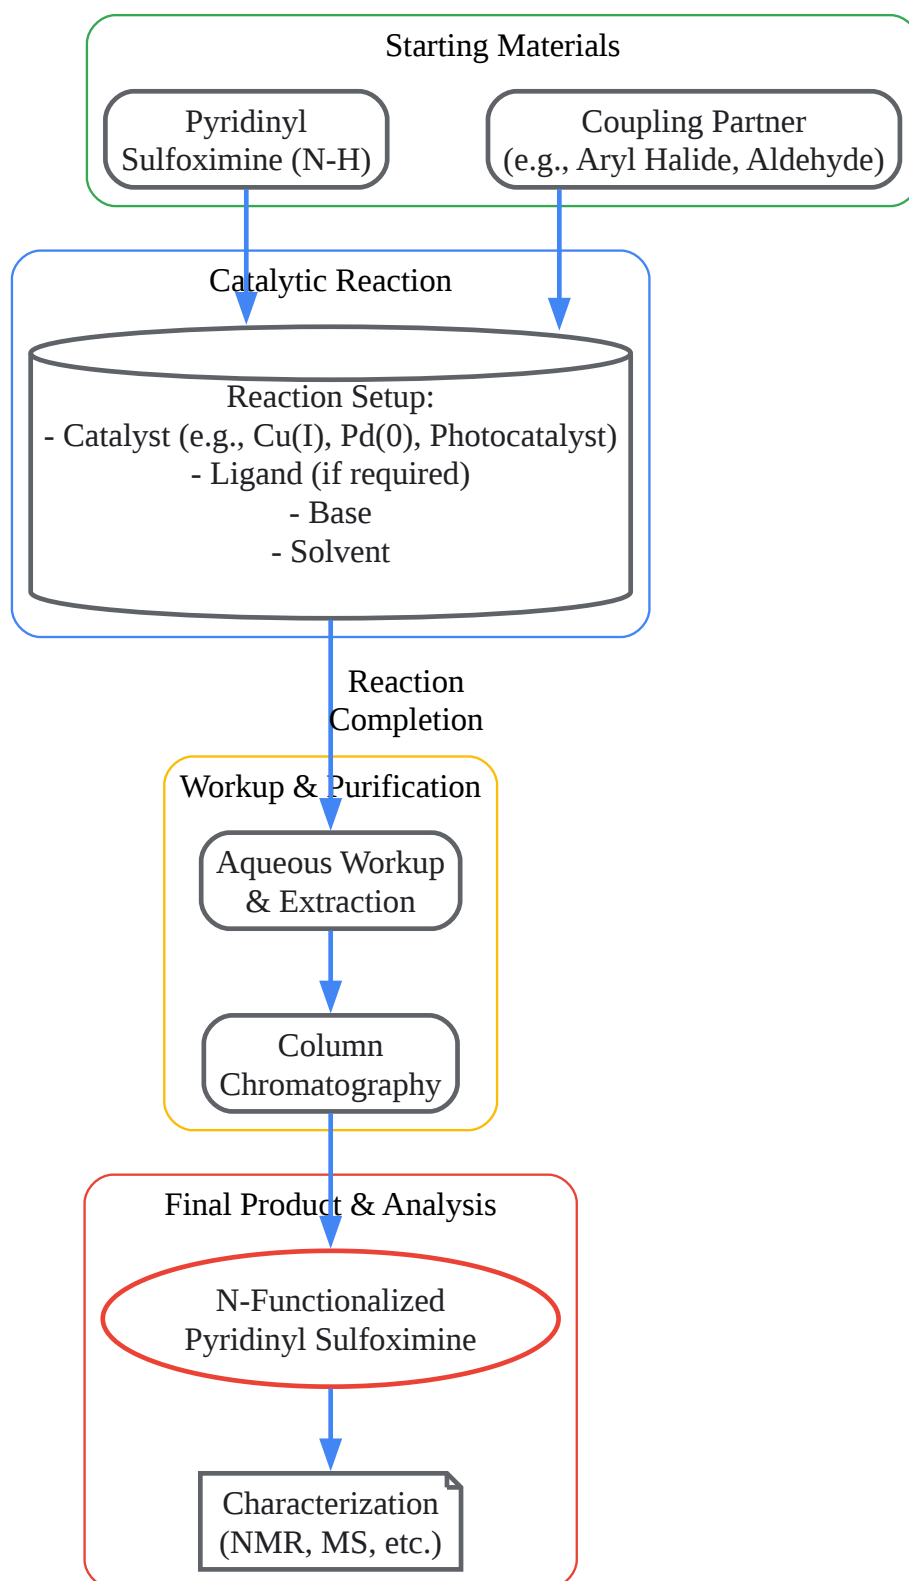 Starting Materials
Pyridinyl
Sulfoximine (N-H)
Coupling Partner
(e.g., Aryl Halide, Aldehyde)
Catalytic Reaction
Reaction Setup:
- Catalyst (e.g., Cu(I), Pd(0), Photocatalyst)
- Ligand (if required)
- Base
- Solvent
Reaction
Completion
Workup & Purification
Aqueous Workup
& Extraction
Column
Chromatography
Final Product & Analysis
N-Functionalized
Pyridinyl Sulfoximine
Characterization
(NMR, MS, etc.)